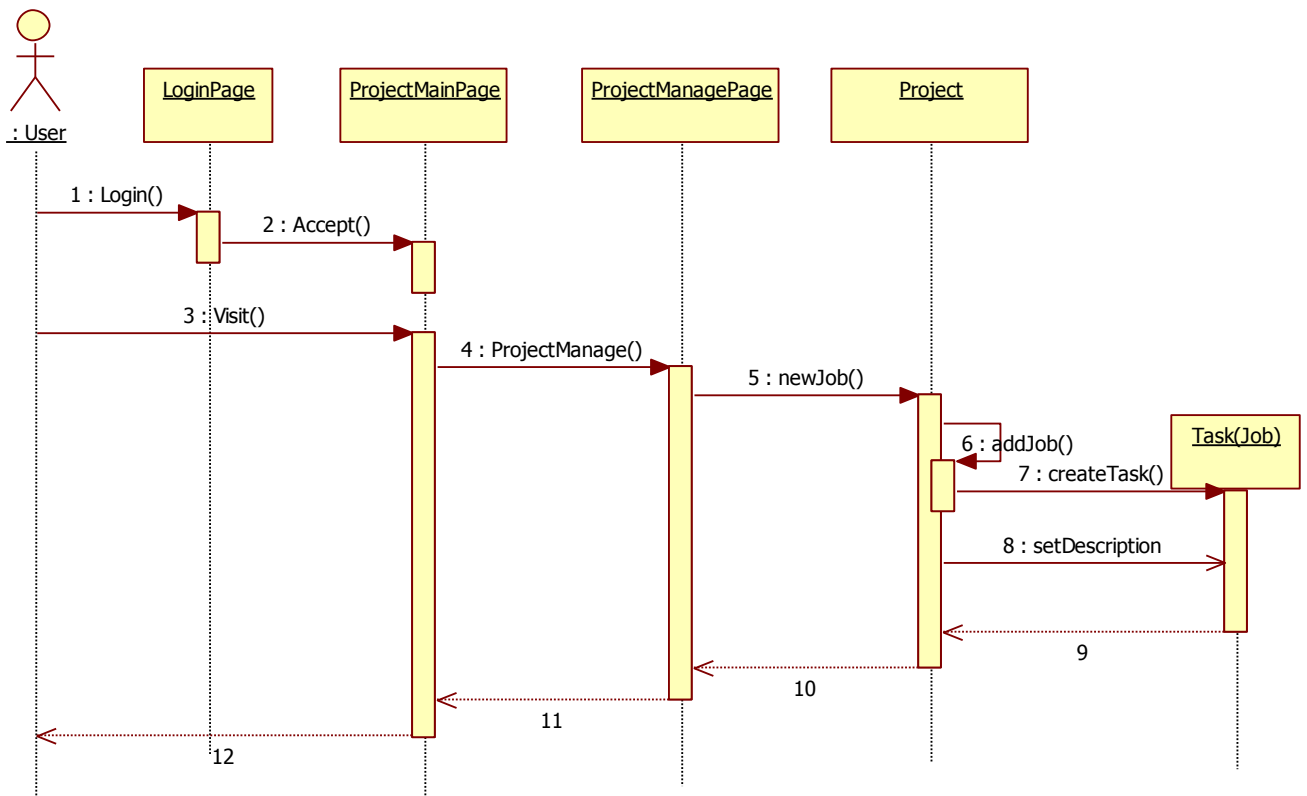 : User
LoginPage
ProjectMainPage
ProjectManagePage
Project
1 : Login()
2 : Accept()
3 : Visit()
4 : ProjectManage()
5 : newJob()
Task(Job)
6 : addJob()
7 : createTask()
8 : setDescription
9
10
11
12